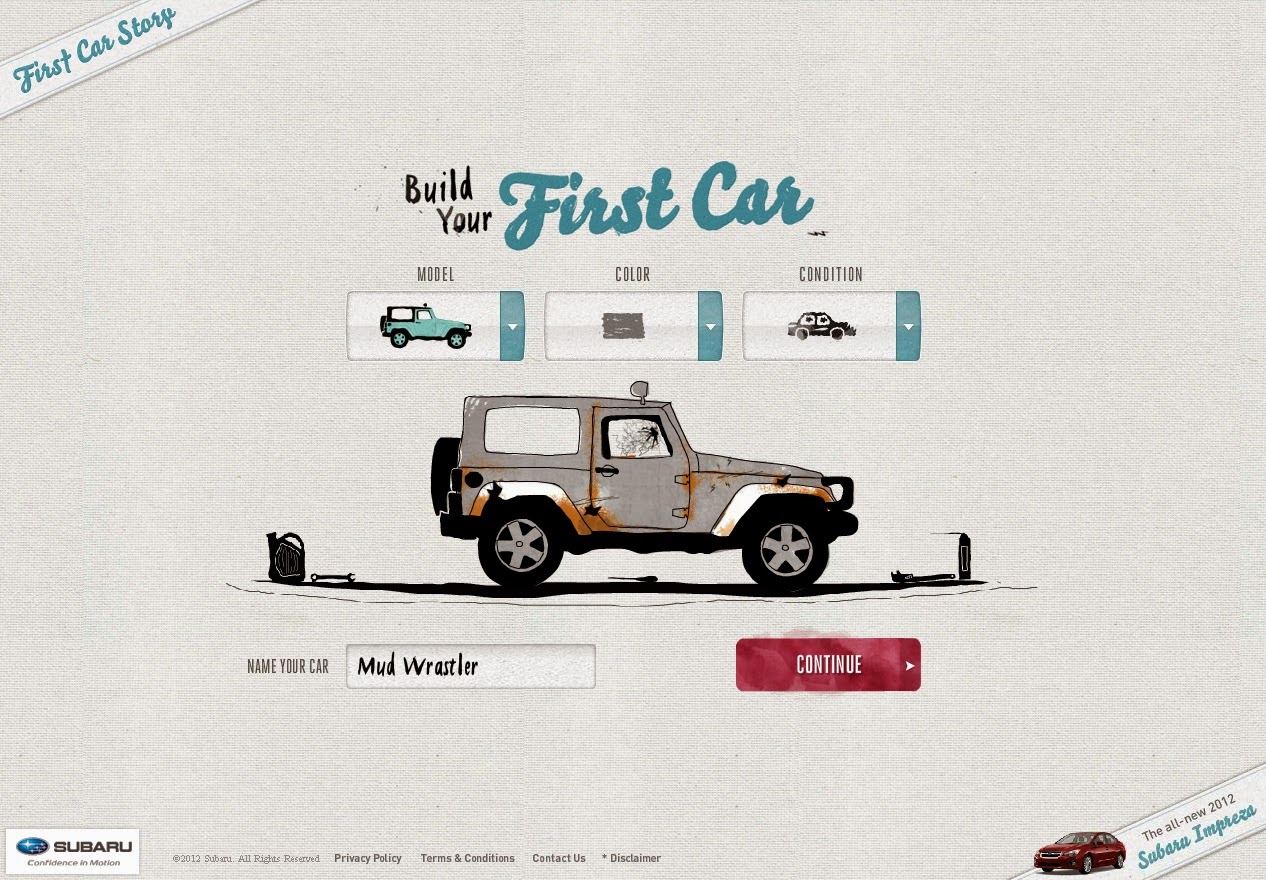 First Car Story
Build
Your
First Car
MODEL
COLOR
CONDITION
NAME YOUR CAR
Mud Wrastler
CONTINUE
SUBARU
Confidence in Motion
©2012 Subaru. All Rights Reserved
Privacy Policy
Terms & Conditions
Contact Us
* Disclaimer
The all-new 2012
Subaru Impreza